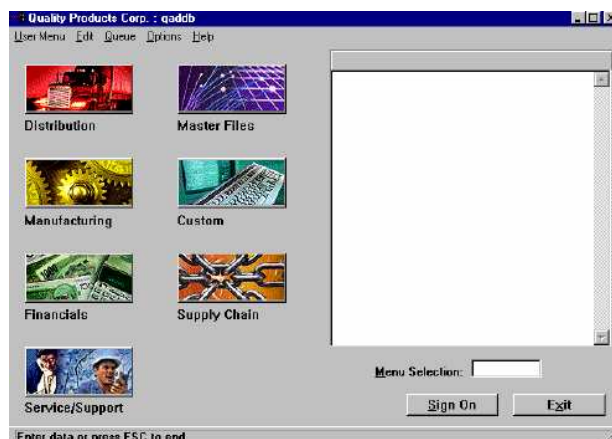 Quality Products Corp. : qaddb
User Menu Edit Queue Options Help
Distribution
Master Files
Manufacturing
Custom
Financials
Supply Chain
Service/Support
Menu Selection:
Sign On
Exit
Enter data or press ESC to end